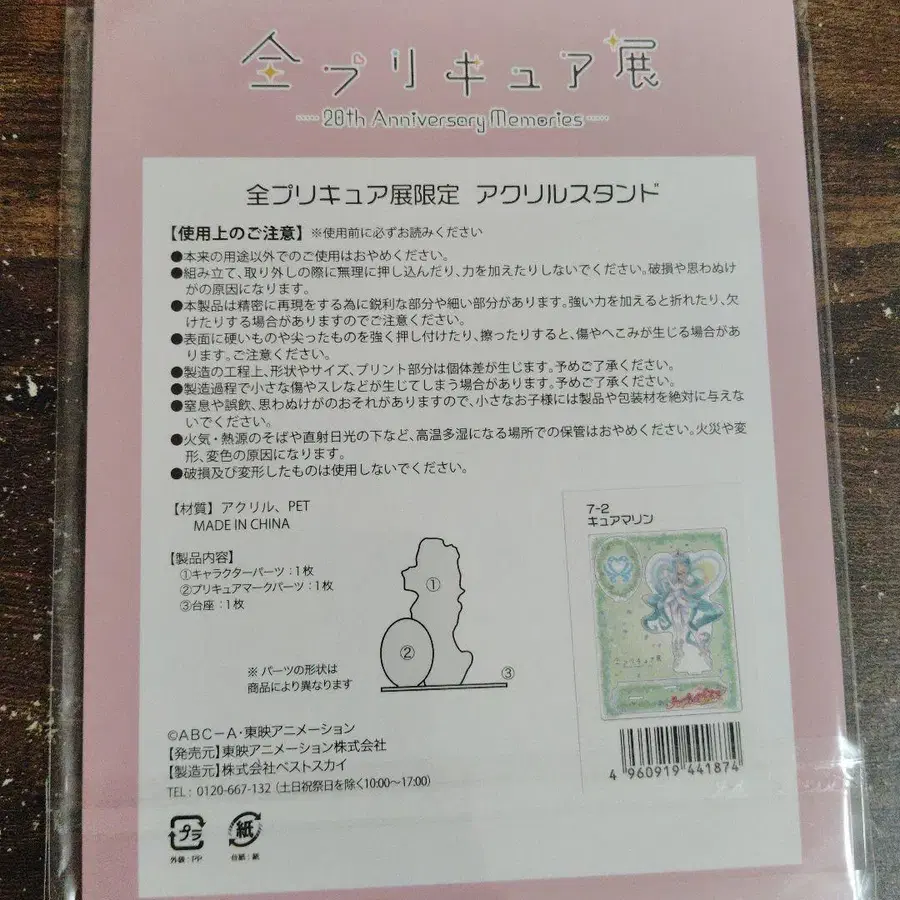 全プリキュア展
20th Anniversary Memories
全プリキュア展限定 アクリルスタンド
【使用上のご注意】※使用前に必ずお読みください
●本来の用途以外でのご使用はおやめください。
●組み立て、取り外しの際に無理に押し込んだり、力を加えたりしないでください。破損や思わぬけ
がの原因になります。
●本製品は精密に再現をする為に鋭利な部分や細い部分があります。強い力を加えると折れたり、欠
けたりする場合がありますのでご注意ください。
●表面に硬いものや尖ったものを強く押し付けたり、擦ったりすると、傷やへこみが生じる場合があ
ります。ご注意ください。
●製造の工程上、形状やサイズ、プリント部分は個体差が生じます。予めご了承ください。
●製造過程で小さな傷やスレなどが生じてしまう場合があります。予めご了承ください。
●窒息や誤飲、思わぬけがのおそれがありますので、小さなお子様には製品や包装材を絶対に与えな
いでください。
●火気・熱源のそばや直射日光の下など、高温多湿になる場所での保管はおやめください。火災や変
形、変色の原因になります。
●破損及び変形したものは使用しないでください。
【材質】アクリル、PET
MADE IN CHINA
【製品内容】
①キャラクターパーツ：1枚
②プリキュアマークパーツ：1枚
③台座：1枚
①
②
③
※パーツの形状は
商品により異なります
7-2
キュアマリン
全プリキュア展
4 960919 441874
©ABC-A・東映アニメーション
【発売元】東映アニメーション株式会社
【製造元】株式会社ベストスカイ
TEL：0120-667-132（土日祝祭日を除く10:00～17:00）
プラ
外袋：PP
紙
台紙：紙